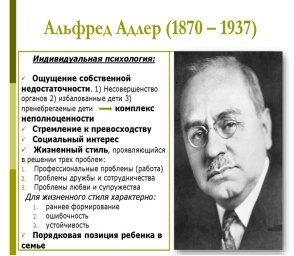 Альфред Адлер (1870 – 1937)
Индивидуальная психология:
✓ Ощущение собственной
недостаточности. 1) Несовершенство
органов 2) избалованные дети 3)
пренебрегаемые дети ⟶ комплекс
неполноценности
✓ Стремление к превосходству
✓ Социальный интерес
✓ Жизненный стиль, проявляющийся
в решении трех проблем:
1. Профессиональные проблемы (работа)
2. Проблемы дружбы и сотрудничества
3. Проблемы любви и супружества
Для жизненного стиля характерно:
1. раннее формирование
2. ошибочность
3. устойчивость
✓ Порядковая позиция ребенка в
семье